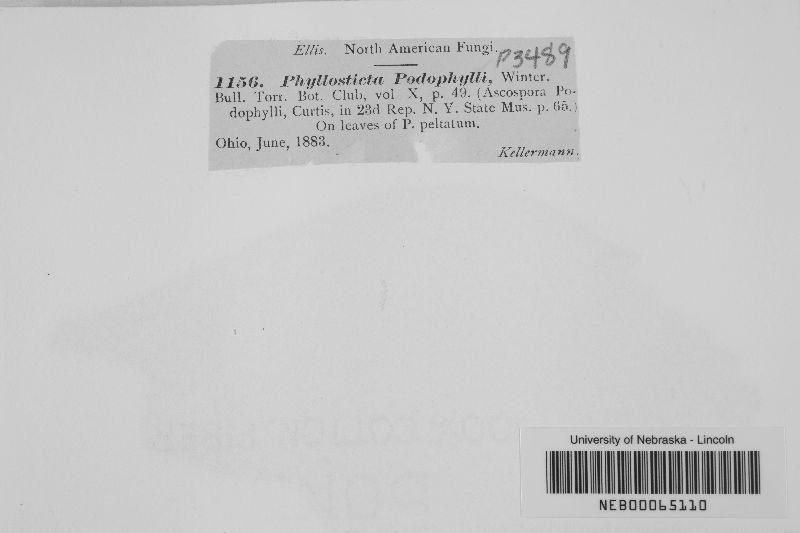 Ellis. North American Fungi.
P3489
1156. Phyllosticta Podophylli, Winter.
Bull. Torr. Bot. Club, vol X, p. 49. (Ascospora Po-
dophylli, Curtis, in 23d Rep. N. Y. State Mus. p. 65.)
On leaves of P. peltatum.
Ohio, June, 1883.
Kellermann.
University of Nebraska - Lincoln
NEB00065110